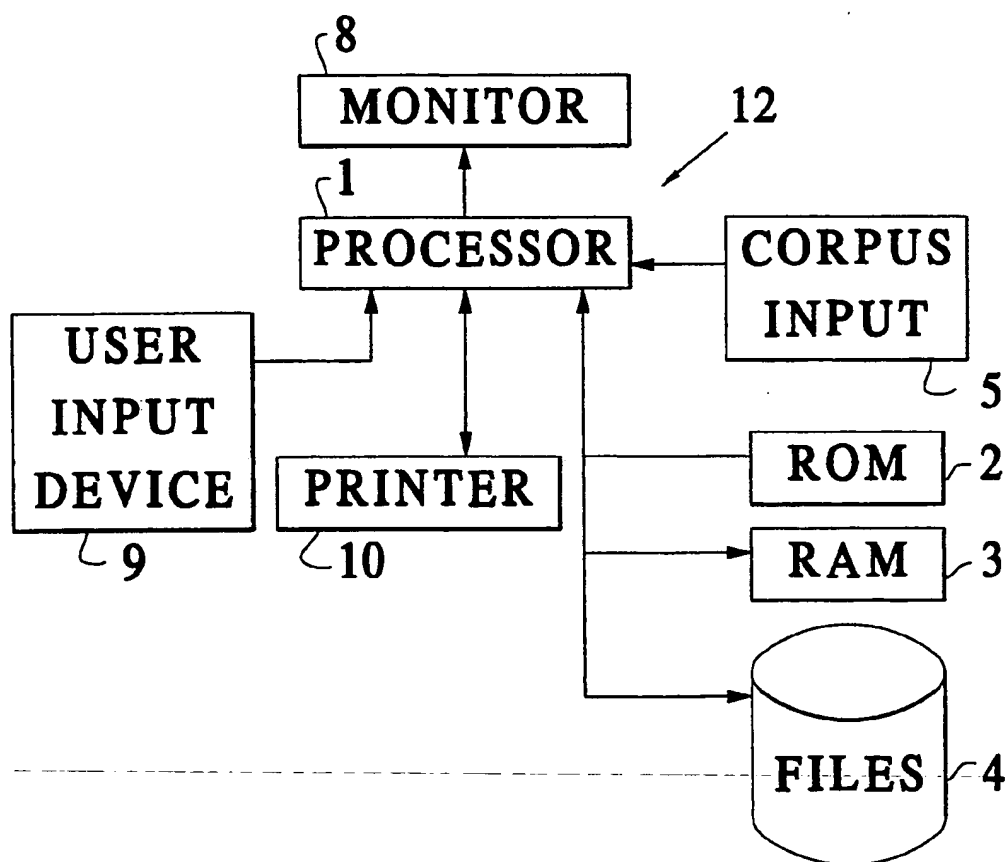 8
MONITOR
12
1
PROCESSOR
CORPUS
INPUT
5
USER
INPUT
DEVICE
9
PRINTER
10
ROM
2
RAM
3
FILES
4